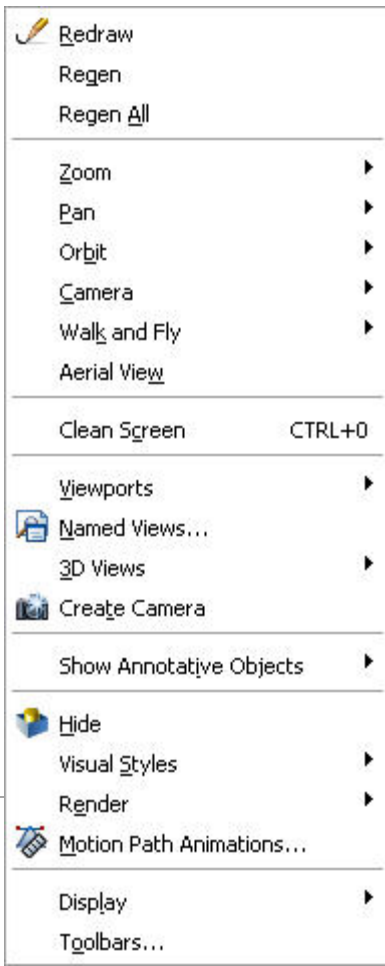 Redraw
Regen
Regen All
Zoom
Pan
Orbit
Camera
Walk and Fly
Aerial View
Clean Screen CTRL+0
Viewports
Named Views...
3D Views
Create Camera
Show Annotative Objects
Hide
Visual Styles
Render
Motion Path Animations...
Display
Toolbars...